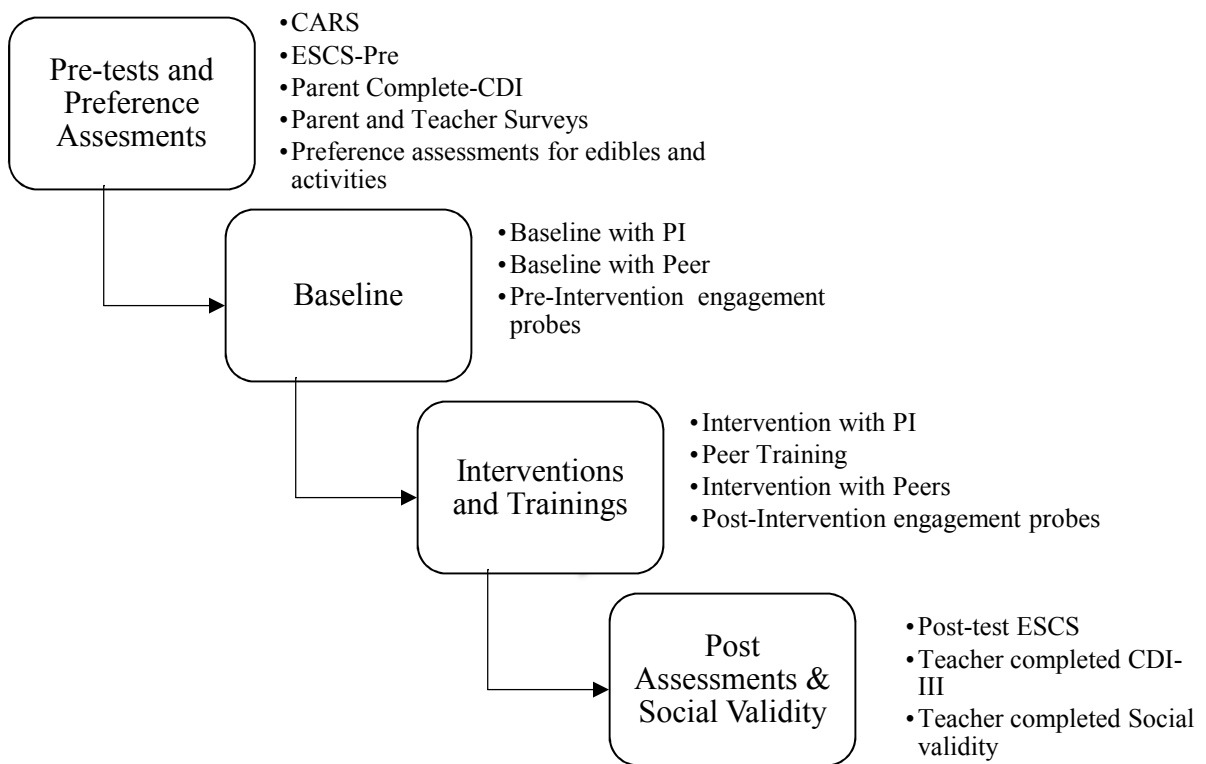 Pre-tests and
Preference
Assesments
•CARS
•ESCS-Pre
•Parent Complete-CDI
•Parent and Teacher Surveys
•Preference assessments for edibles and
activities
Baseline
•Baseline with PI
•Baseline with Peer
•Pre-Intervention engagement
probes
Interventions
and Trainings
•Intervention with PI
•Peer Training
•Intervention with Peers
•Post-Intervention engagement probes
Post
Assessments &
Social Validity
•Post-test ESCS
•Teacher completed CDI-
III
•Teacher completed Social
validity